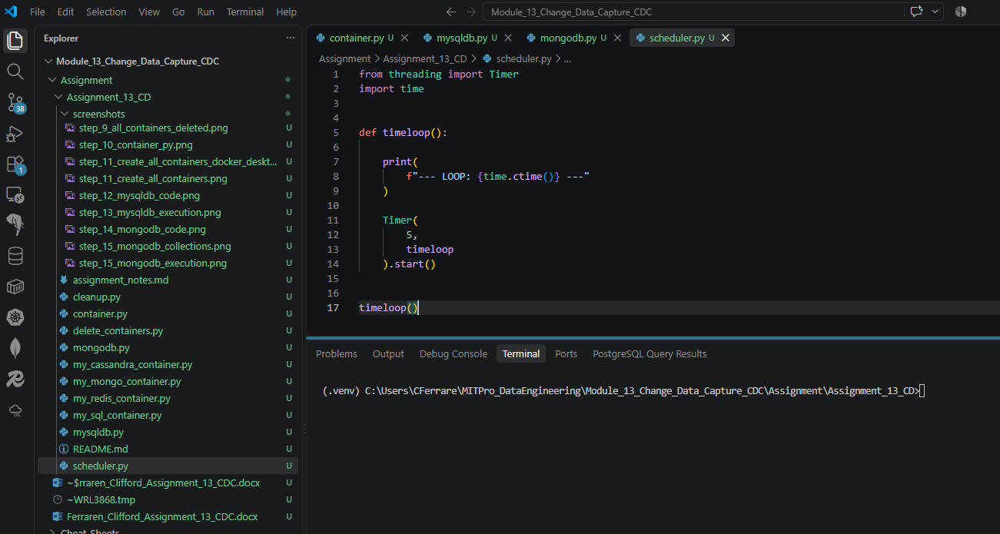 File Edit Selection View Go Run Terminal Help
Module_13_Change_Data_Capture_CDC
Explorer
Module_13_Change_Data_Capture_CDC
Assignment
Assignment_13_CD
screenshots
step_9_all_containers_deleted.png U
step_10_container_py.png U
step_11_create_all_containers_docker_deskt... U
step_11_create_all_containers.png U
step_12_mysqldb_code.png U
step_13_mysqldb_execution.png U
step_14_mongodb_code.png U
step_15_mongodb_collections.png U
step_15_mongodb_execution.png U
assignment_notes.md U
cleanup.py U
container.py U
delete_containers.py U
mongodb.py U
my_cassandra_container.py U
my_mongo_container.py U
my_redis_container.py U
my_sql_container.py U
mysqldb.py U
README.md U
scheduler.py U
~$rraren_Clifford_Assignment_13_CDC.docx U
~WRL3868.tmp U
Ferraren_Clifford_Assignment_13_CDC.docx U
Cheat Sheets
38
1
container.py U mysqldb.py U mongodb.py U scheduler.py U
Assignment > Assignment_13_CD > scheduler.py > ...
1 from threading import Timer
2 import time
3
4
5 def timeloop():
6
7 print(
8 f"--- LOOP: {time.ctime()} ---"
9 )
10
11 Timer(
12 5,
13 timeloop
14 ).start()
15
16
17 timeloop()
Problems Output Debug Console Terminal Ports PostgreSQL Query Results
(.venv) C:\Users\CFerrare\MITPro_DataEngineering\Module_13_Change_Data_Capture_CDC\Assignment\Assignment_13_CD>